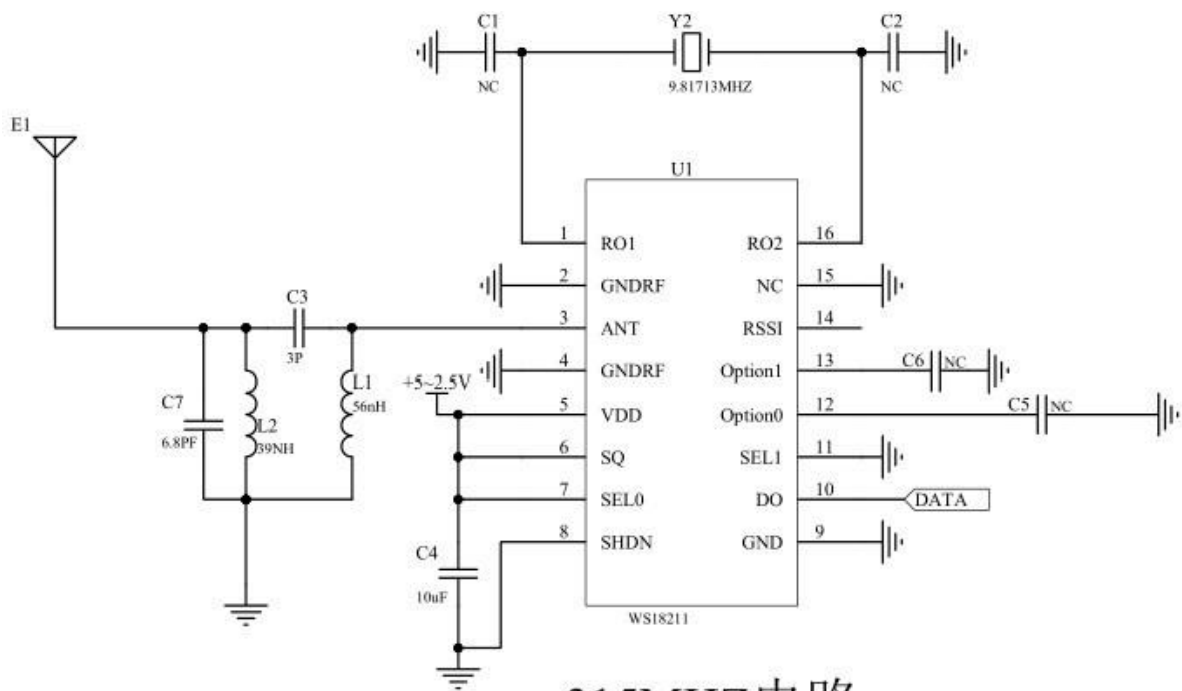 C1
Y2
C2
NC
9.81713MHZ
NC
E1
U1
1
RO1
RO2
16
2
GNDRF
NC
15
C3
3
ANT
RSSI
14
3P
4
GNDRF
Option1
13
C6
NC
L1
56nH
+5~2.5V
C7
6.8PF
L2
39NH
5
VDD
Option0
12
C5
NC
6
SQ
SEL1
11
7
SEL0
DO
10
DATA
8
SHDN
GND
9
C4
10uF
WS18211